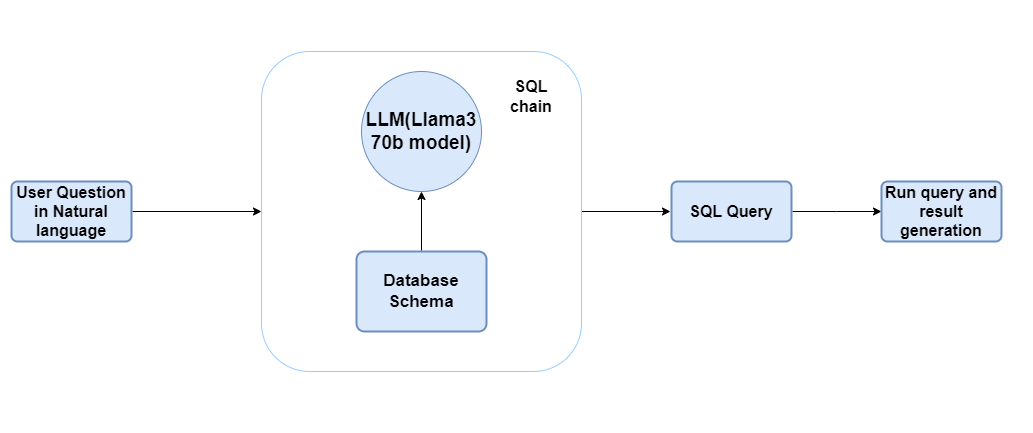 SQL
chain
LLM(Llama3
70b model)
User Question
in Natural
language
Database
Schema
SQL Query
Run query and
result
generation